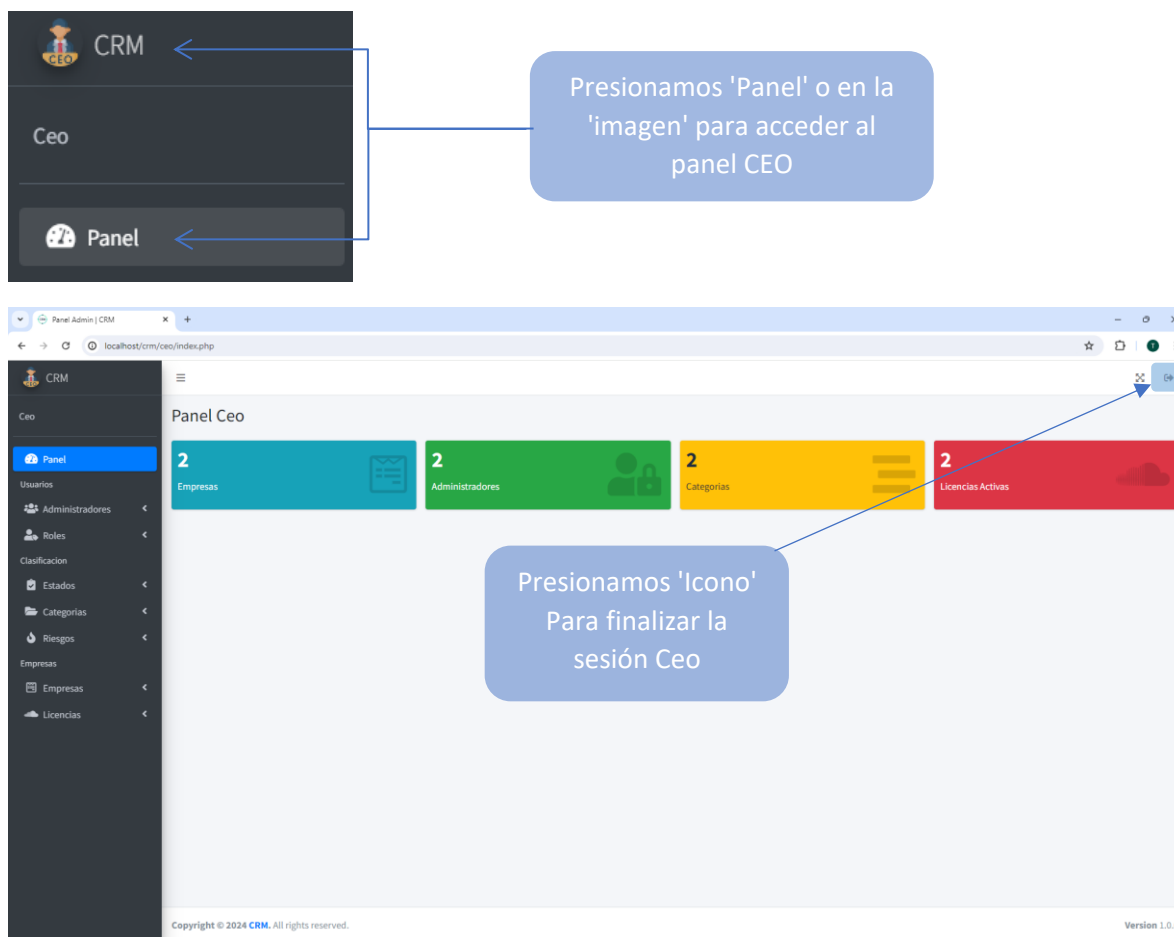 CRM
CEO
Presionamos 'Panel' o en la
'imagen' para acceder al
panel CEO
Ceo
Panel
Panel Admin | CRM
localhost/crm/ceo/index.php
CRM
Ceo
Panel Ceo
Panel
2
2
2
2
Empresas
Administradores
Categorias
Licencias Activas
Usuarios
Administradores
Roles
Clasificacion
Estados
Categorias
Riesgos
Empresas
Empresas
Licencias
Presionamos 'Icono'
Para finalizar la
sesión Ceo
Copyright © 2024 CRM. All rights reserved.
Version 1.0.